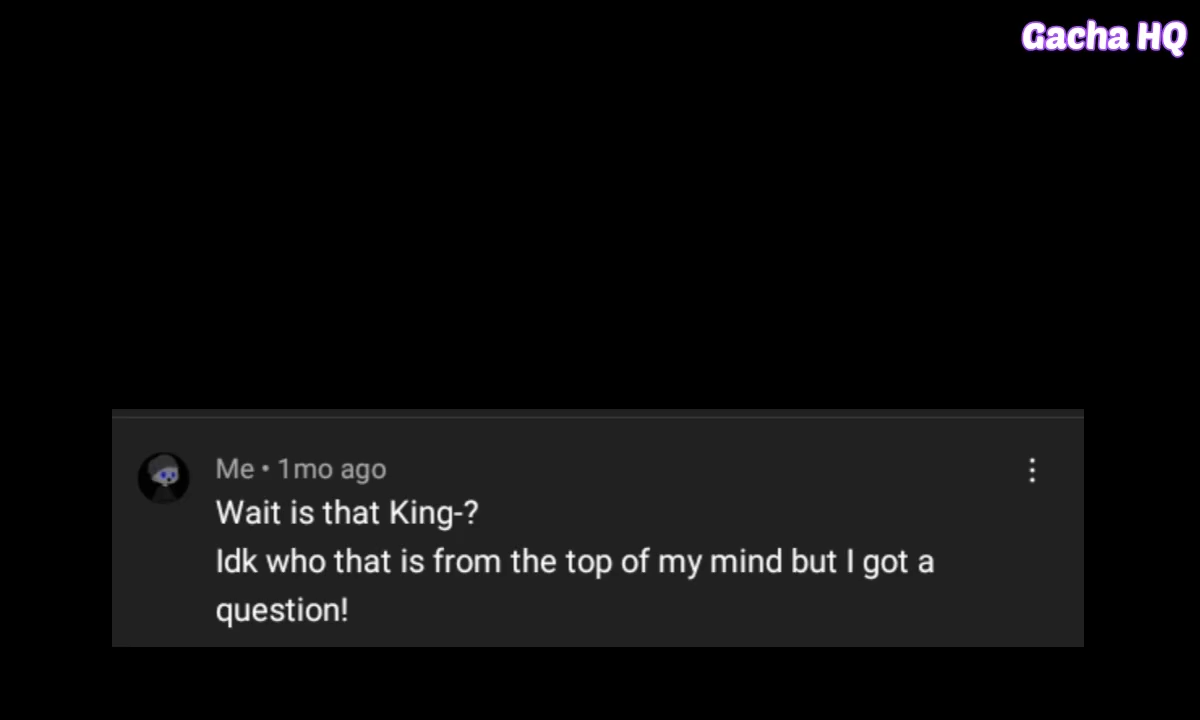 Gacha HQ
Me • 1mo ago
Wait is that King-?
Idk who that is from the top of my mind but I got a
question!